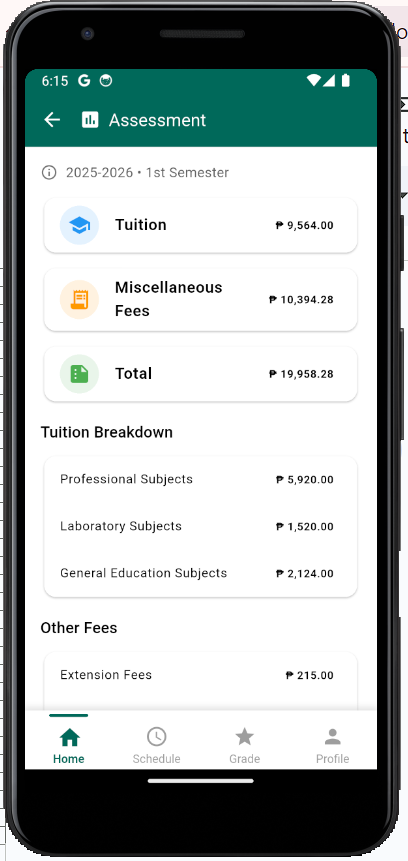 6:15
Assessment
2025-2026 • 1st Semester
Tuition ₱ 9,564.00
Miscellaneous
Fees ₱ 10,394.28
Total ₱ 19,958.28
Tuition Breakdown
Professional Subjects ₱ 5,920.00
Laboratory Subjects ₱ 1,520.00
General Education Subjects ₱ 2,124.00
Other Fees
Extension Fees ₱ 215.00
Home Schedule Grade Profile